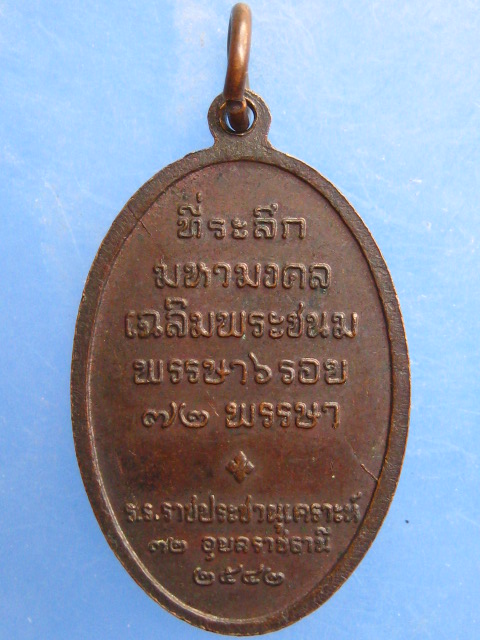 ที่ระลึก
มหามงคล
เฉลิมพระชนม
พรรษา๖รอบ
๗๒ พรรษา
ร.ร.ราชประชานุเคราะห์
๓๒ อุบลราชธานี
๒๕๔๒